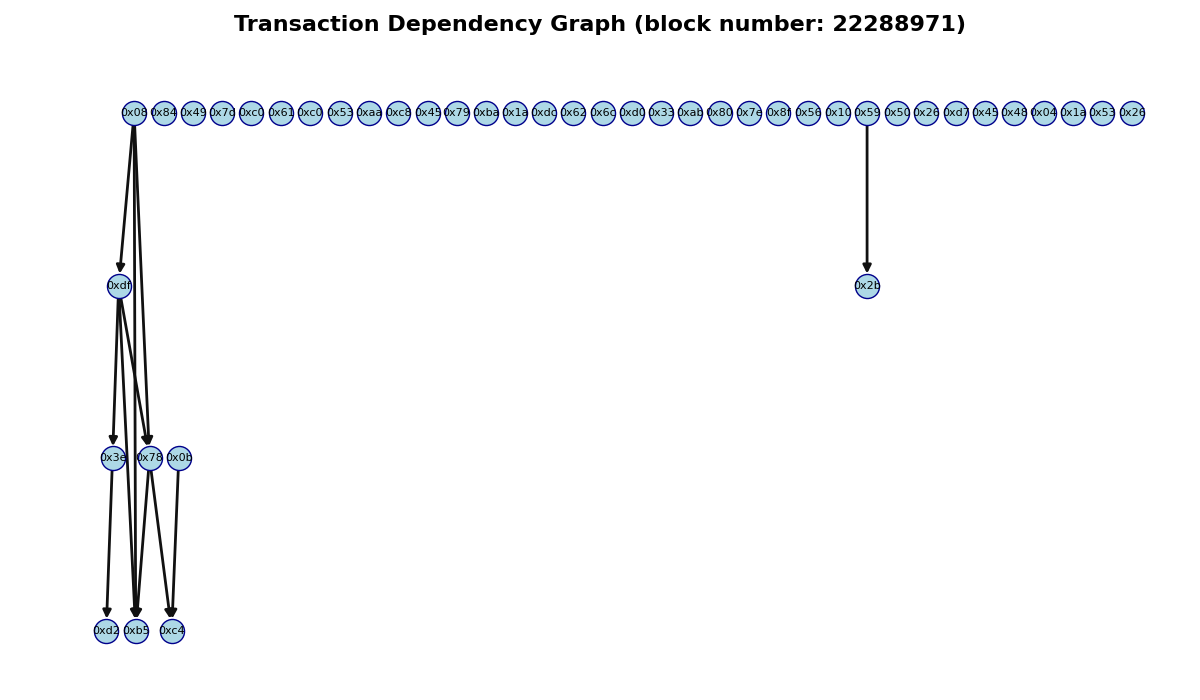 Transaction Dependency Graph (block number: 22288971)
0x08 0x84 0x49 0x7d 0xc0 0x61 0xc0 0x53 0xaa 0xc8 0x45 0x79 0xba 0x1a 0xdc 0x62 0x6c 0xd0 0x33 0xab 0x80 0x7e 0x8f 0x56 0x10 0x59 0x50 0x26 0xd7 0x45 0x48 0x04 0x1a 0x53 0x26
0xdf 0x2b
0x3e 0x78 0x0b
0xd2 0xb5 0xc4